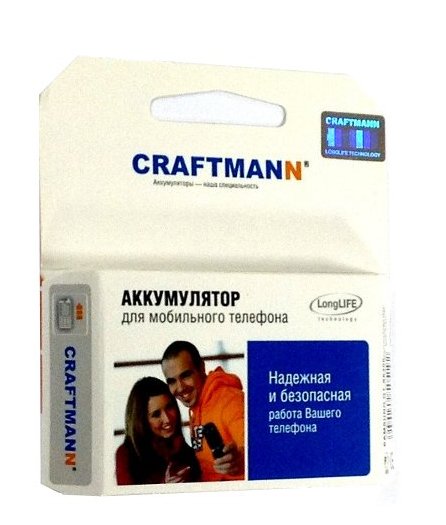 CRAFTMANN
LONGLIFE TECHNOLOGY
CRAFTMANN®
Аккумуляторы — наша специальность
АККУМУЛЯТОР
для мобильного телефона
LongLIFE
technology
Надежная
и безопасная
работа Вашего
телефона
CRAFTMANN